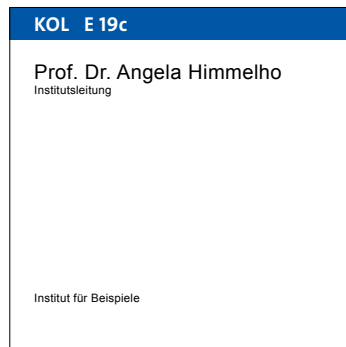 KOL E 19c
Prof. Dr. Angela Himmelho
Institutsleitung
Institut für Beispiele